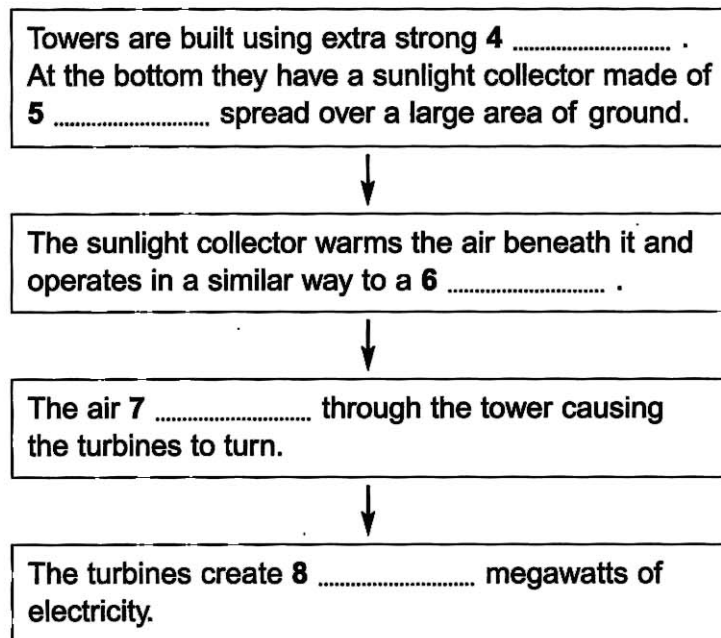 Towers are built using extra strong 4 .............................. .
At the bottom they have a sunlight collector made of
5 .............................. spread over a large area of ground.
The sunlight collector warms the air beneath it and
operates in a similar way to a 6 .............................. .
The air 7 .............................. through the tower causing
the turbines to turn.
The turbines create 8 .............................. megawatts of
electricity.